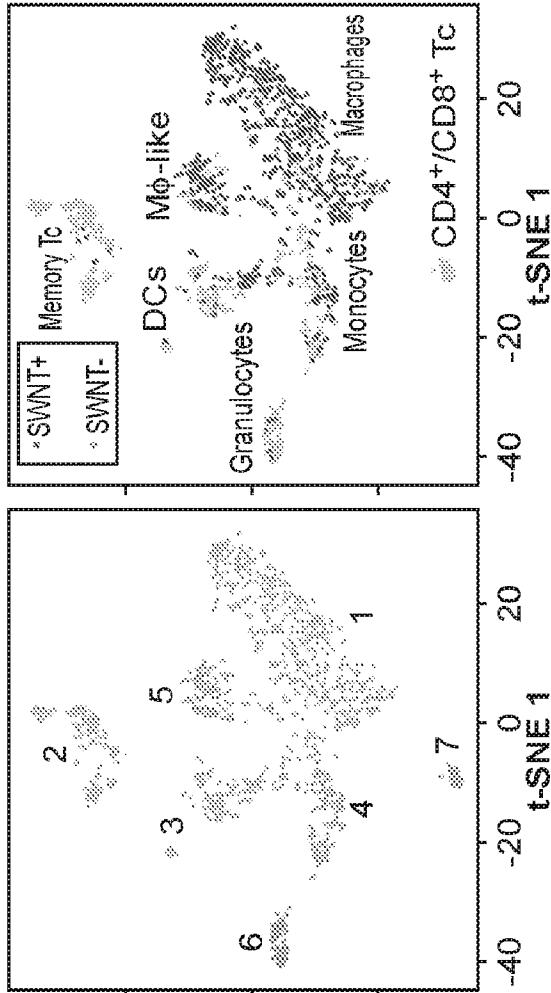 2
3
5
6
4
1
7
-40
-20
0
20
t-SNE 1
SWNT+
SWNT-
Memory Tc
DCs
Mφ-like
Granulocytes
Monocytes
Macrophages
CD4⁺/CD8⁺ Tc
-40
-20
0
20
t-SNE 1